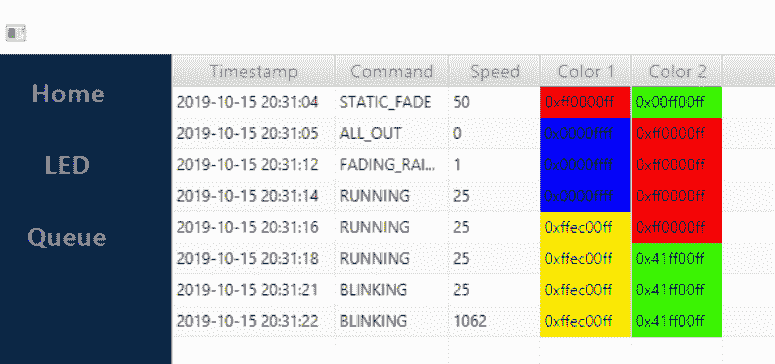 Timestamp Command Speed Color 1 Color 2
Home
2019-10-15 20:31:04 STATIC_FADE 50 0xff0000ff 0x00ff00ff
2019-10-15 20:31:05 ALL_OUT 0 0x0000ffff 0xff0000ff
LED
2019-10-15 20:31:12 FADING_RAI... 1 0x0000ffff 0xff0000ff
2019-10-15 20:31:14 RUNNING 25 0x0000ffff 0xff0000ff
Queue
2019-10-15 20:31:16 RUNNING 25 0xffec00ff 0xff0000ff
2019-10-15 20:31:18 RUNNING 25 0xffec00ff 0x41ff00ff
2019-10-15 20:31:21 BLINKING 25 0xffec00ff 0x41ff00ff
2019-10-15 20:31:22 BLINKING 1062 0xffec00ff 0x41ff00ff